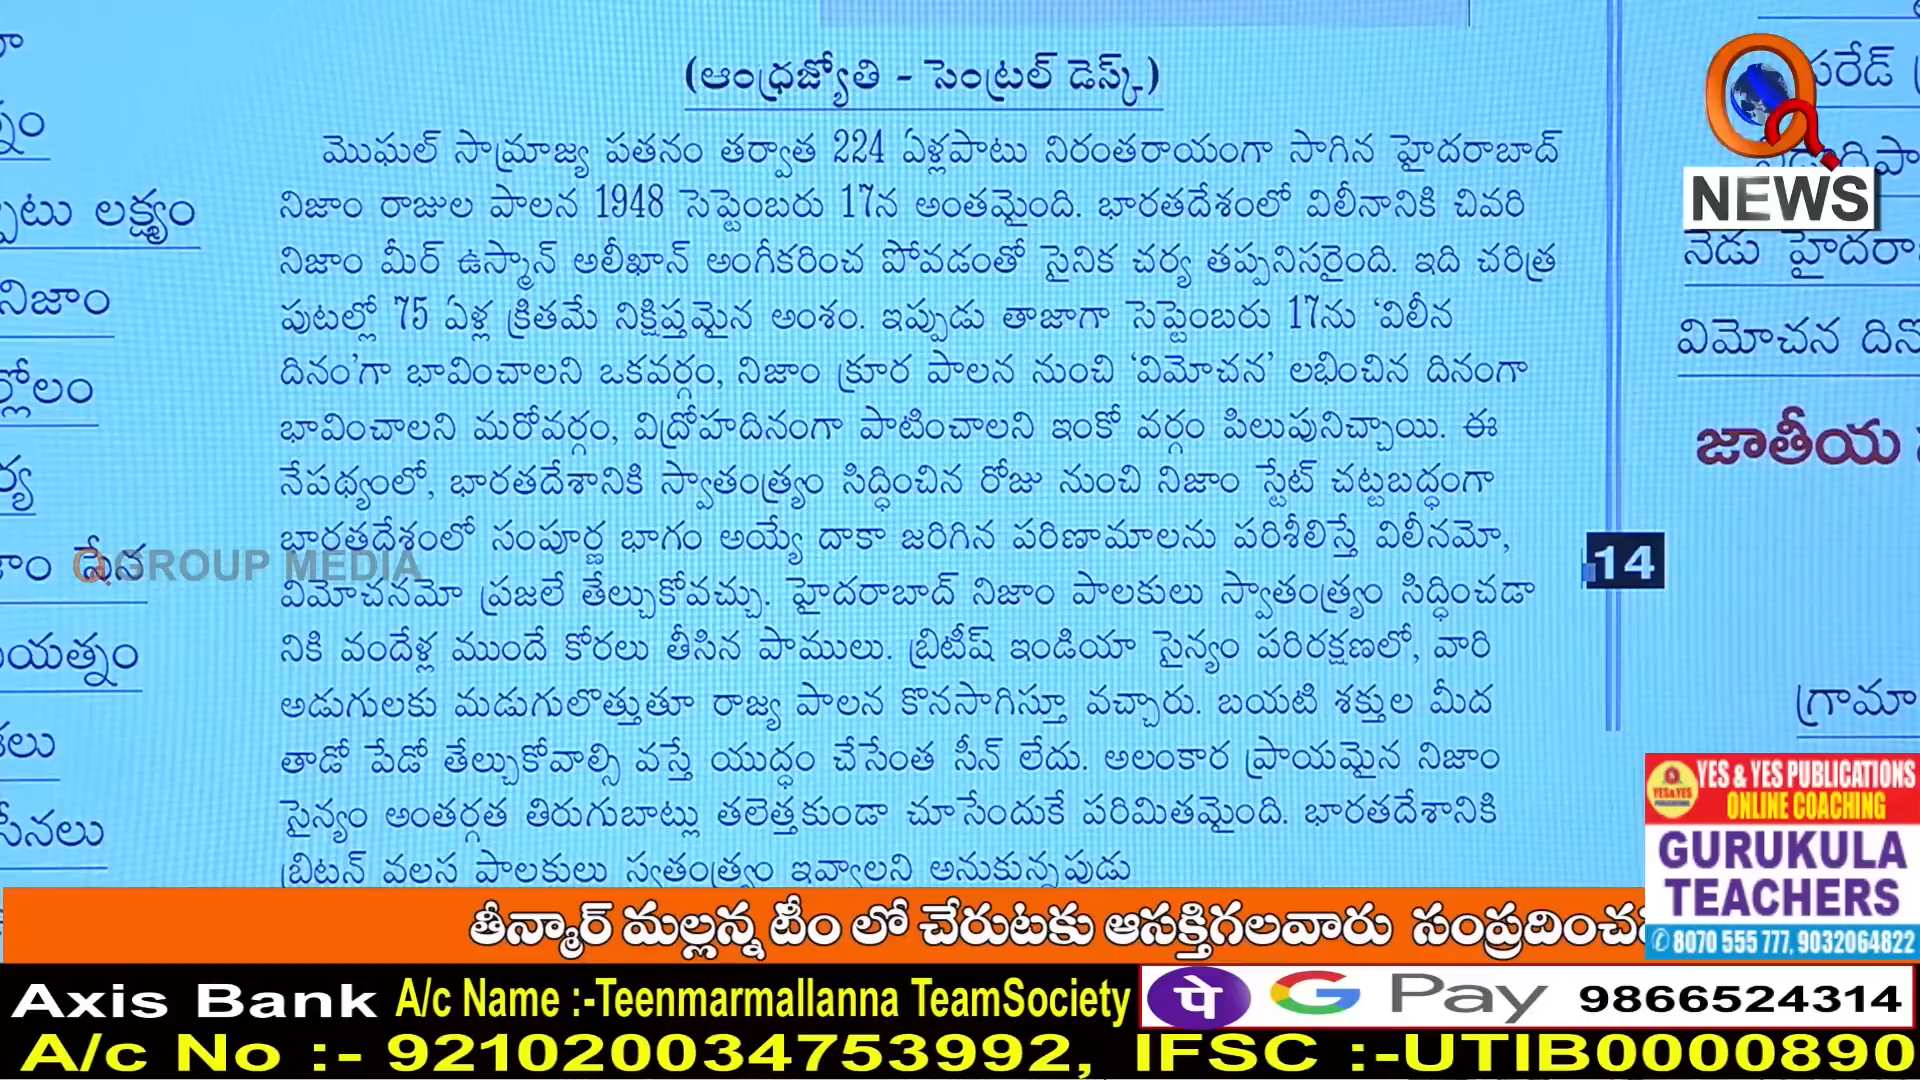 (ఆంధ్రజ్యోతి - సెంట్రల్ డెస్క్)
మొఘల్ సామ్రాజ్య పతనం తర్వాత 224 ఏళ్లపాటు నిరంతరాయంగా సాగిన హైదరాబాద్
నిజాం రాజుల పాలన 1948 సెప్టెంబరు 17న అంతమైంది. భారతదేశంలో విలీనానికి చివరి
నిజాం మీర్ ఉస్మాన్ అలీఖాన్ అంగీకరించ పోవడంతో సైనిక చర్య తప్పనిసరైంది. ఇది చరిత్ర
పుటల్లో 75 ఏళ్ల క్రితమే నిక్షిప్తమైన అంశం. ఇప్పుడు తాజాగా సెప్టెంబరు 17ను ‘విలీన
దినం’గా భావించాలని ఒకవర్గం, నిజాం క్రూర పాలన నుంచి ‘విమోచన’ లభించిన దినంగా
భావించాలని మరోవర్గం, విద్రోహదినంగా పాటించాలని ఇంకో వర్గం పిలుపునిచ్చాయి. ఈ
నేపథ్యంలో, భారతదేశానికి స్వాతంత్ర్యం సిద్ధించిన రోజు నుంచి నిజాం స్టేట్ చట్టబద్ధంగా
భారతదేశంలో సంపూర్ణ భాగం అయ్యే దాకా జరిగిన పరిణామాలను పరిశీలిస్తే విలీనమో,
విమోచనమో ప్రజలే తేల్చుకోవచ్చు. హైదరాబాద్ నిజాం పాలకులు స్వాతంత్ర్యం సిద్ధించడా
నికి వందేళ్ల ముందే కోరలు తీసిన పాములు. బ్రిటీష్ ఇండియా సైన్యం పరిరక్షణలో, వారి
అడుగులకు మడుగులొత్తుతూ రాజ్య పాలన కొనసాగిస్తూ వచ్చారు. బయటి శక్తుల మీద
తాడో పేడో తేల్చుకోవాల్సి వస్తే యుద్ధం చేసేంత సీన్ లేదు. అలంకార ప్రాయమైన నిజాం
సైన్యం అంతర్గత తిరుగుబాట్లు తలెత్తకుండా చూసేందుకే పరిమితమైంది. భారతదేశానికి
బ్రిటన్ వలస పాలకులు స్వతంత్ర్యం ఇవ్వాలని అనుకున్నపుడు
లక్ష్యం
నిజాం
Q GROUP MEDIA
Q
NEWS
నేడు
విమోచన
జాతీయ
14
YES & YES PUBLICATIONS
ONLINE COACHING
GURUKULA
TEACHERS
8070 555 777, 9032064822
తీన్మార్ మల్లన్న టీం లో చేరుటకు ఆసక్తిగలవారు
Axis Bank A/c Name :-Teenmarmallanna TeamSociety
पे G Pay 9866524314
A/c No :- 921020034753992, IFSC :-UTIB0000890